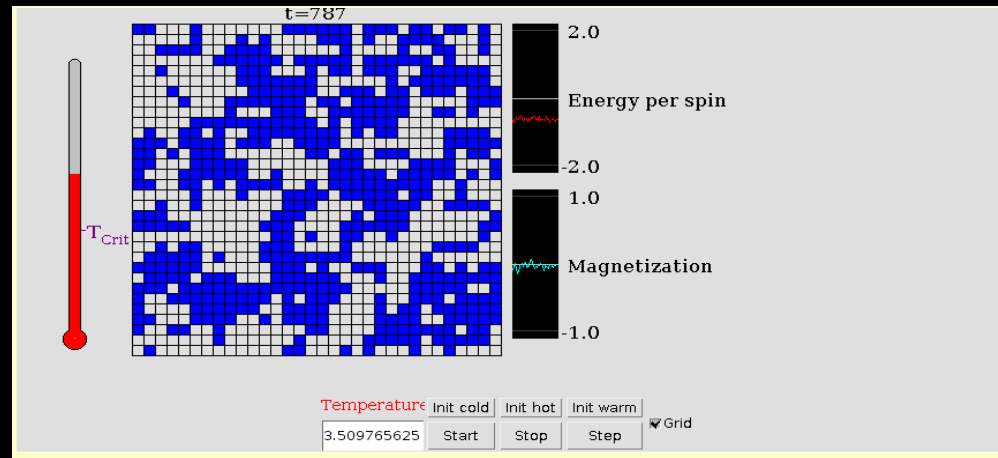 t=787
2.0
Energy per spin
-2.0
1.0
T Crit
Magnetization
-1.0
Temperature Init cold Init hot Init warm
3.509765625 Start Stop Step Grid